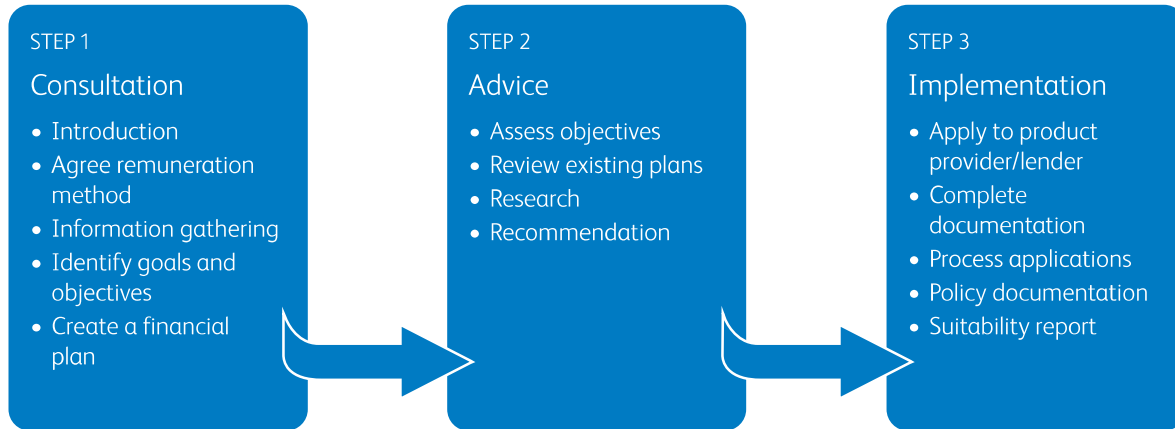 STEP 1
Consultation
• Introduction
• Agree remuneration
method
• Information gathering
• Identify goals and
objectives
• Create a financial
plan
STEP 2
Advice
• Assess objectives
• Review existing plans
• Research
• Recommendation
STEP 3
Implementation
• Apply to product
provider/lender
• Complete
documentation
• Process applications
• Policy documentation
• Suitability report